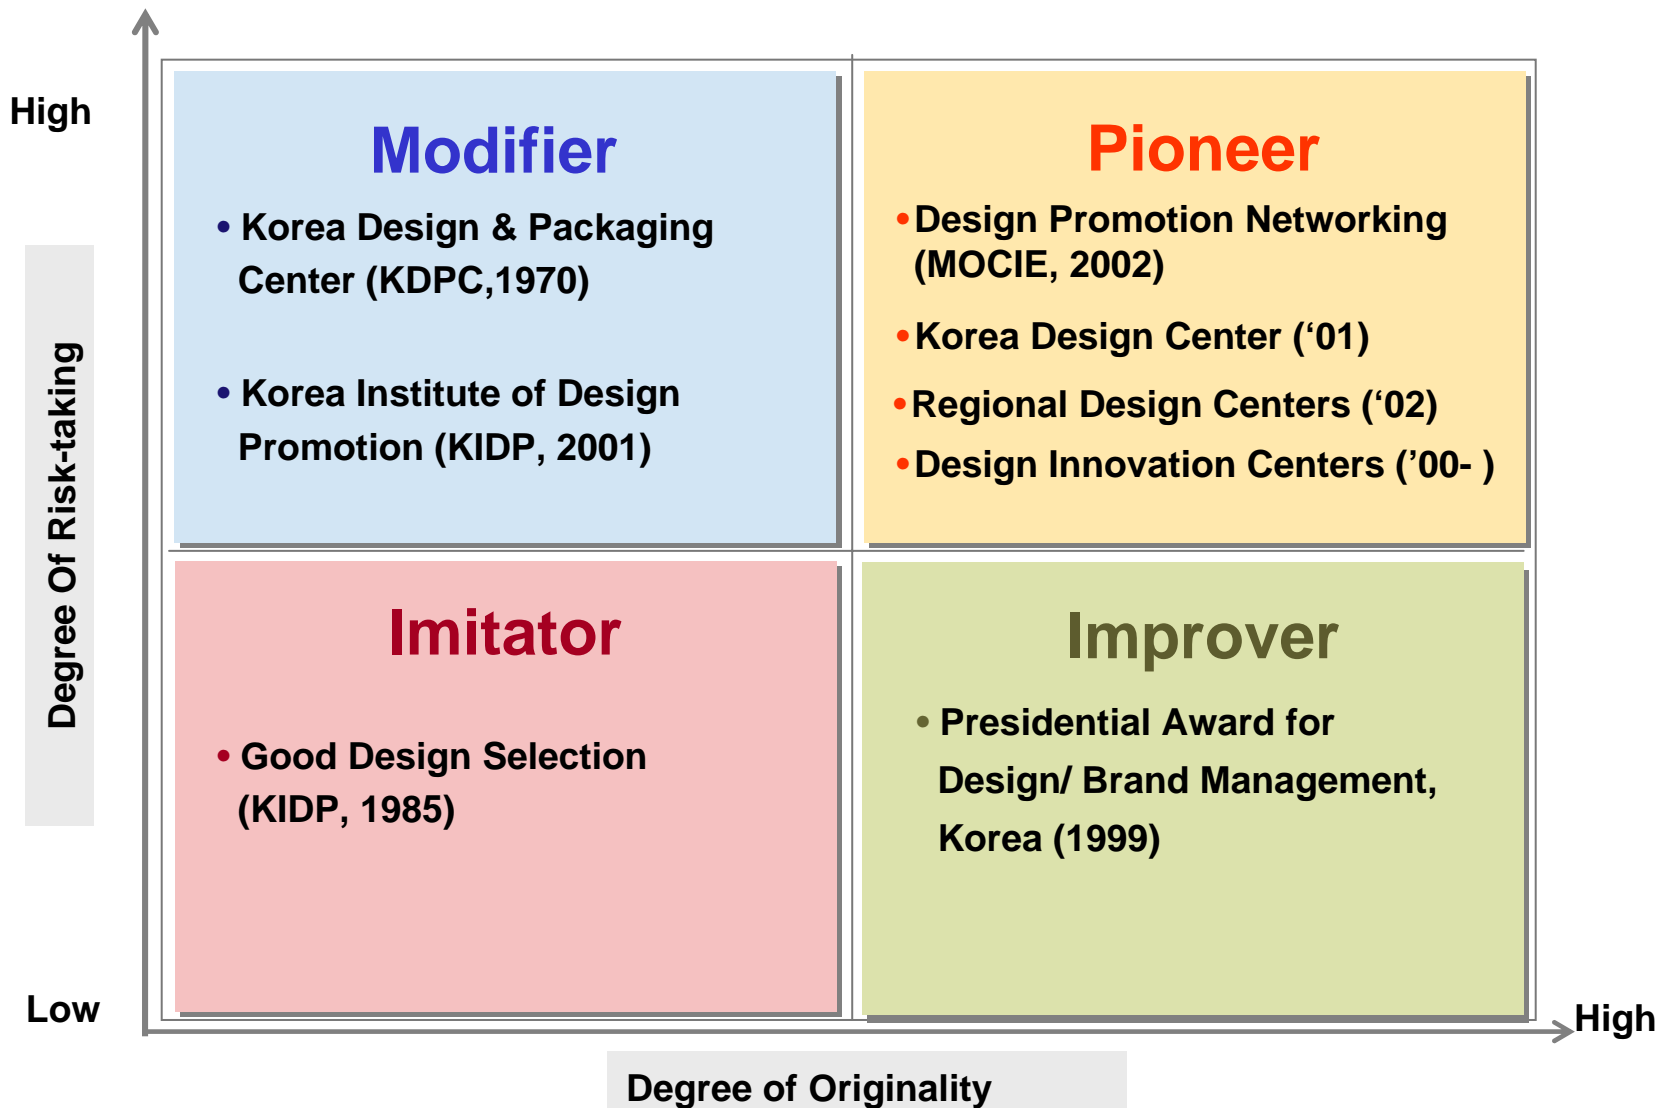 High
Degree Of Risk-taking
Low
Modifier
• Korea Design & Packaging
Center (KDPC,1970)
• Korea Institute of Design
Promotion (KIDP, 2001)
Pioneer
•Design Promotion Networking
(MOCIE, 2002)
•Korea Design Center (‘01)
•Regional Design Centers (‘02)
•Design Innovation Centers (’00- )
Imitator
• Good Design Selection
(KIDP, 1985)
Improver
• Presidential Award for
Design/ Brand Management,
Korea (1999)
High
Degree of Originality